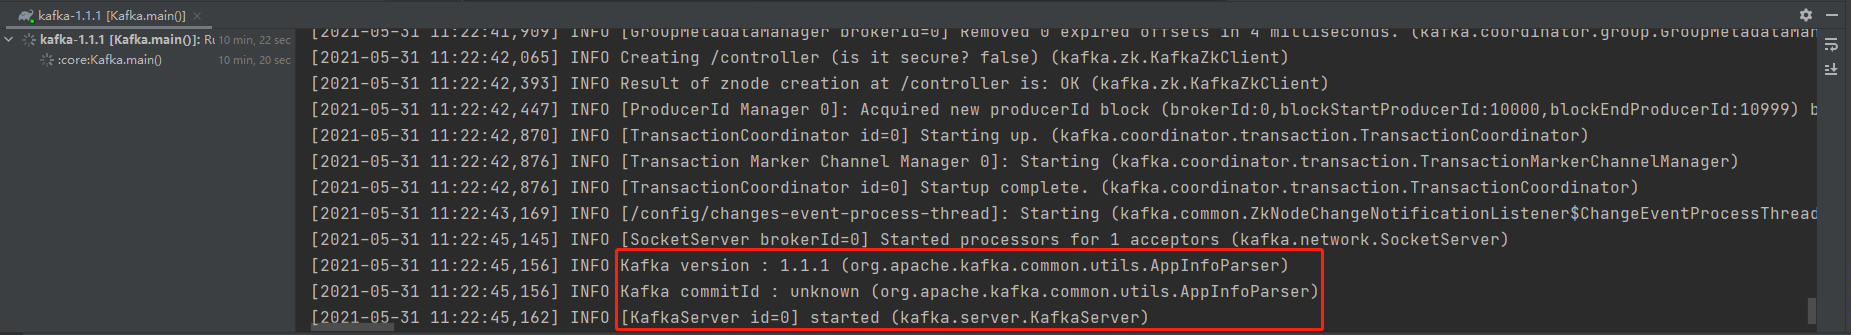 kafka-1.1.1 [Kafka.main()]
kafka-1.1.1 [Kafka.main()]: Ru 10 min, 22 sec
:core:Kafka.main() 10 min, 20 sec
[2021-05-31 11:22:41,909] INFO [GroupMetadataManager brokerId=0] Removed 0 expired offsets in 4 milliseconds. (kafka.coordinator.group.GroupMetadataMan
[2021-05-31 11:22:42,065] INFO Creating /controller (is it secure? false) (kafka.zk.KafkaZkClient)
[2021-05-31 11:22:42,393] INFO Result of znode creation at /controller is: OK (kafka.zk.KafkaZkClient)
[2021-05-31 11:22:42,447] INFO [ProducerId Manager 0]: Acquired new producerId block (brokerId:0,blockStartProducerId:10000,blockEndProducerId:10999) b
[2021-05-31 11:22:42,870] INFO [TransactionCoordinator id=0] Starting up. (kafka.coordinator.transaction.TransactionCoordinator)
[2021-05-31 11:22:42,876] INFO [Transaction Marker Channel Manager 0]: Starting (kafka.coordinator.transaction.TransactionMarkerChannelManager)
[2021-05-31 11:22:42,876] INFO [TransactionCoordinator id=0] Startup complete. (kafka.coordinator.transaction.TransactionCoordinator)
[2021-05-31 11:22:43,169] INFO [/config/changes-event-process-thread]: Starting (kafka.common.ZkNodeChangeNotificationListener$ChangeEventProcessThread
[2021-05-31 11:22:45,145] INFO [SocketServer brokerId=0] Started processors for 1 acceptors (kafka.network.SocketServer)
[2021-05-31 11:22:45,156] INFO Kafka version : 1.1.1 (org.apache.kafka.common.utils.AppInfoParser)
[2021-05-31 11:22:45,156] INFO Kafka commitId : unknown (org.apache.kafka.common.utils.AppInfoParser)
[2021-05-31 11:22:45,162] INFO [KafkaServer id=0] started (kafka.server.KafkaServer)